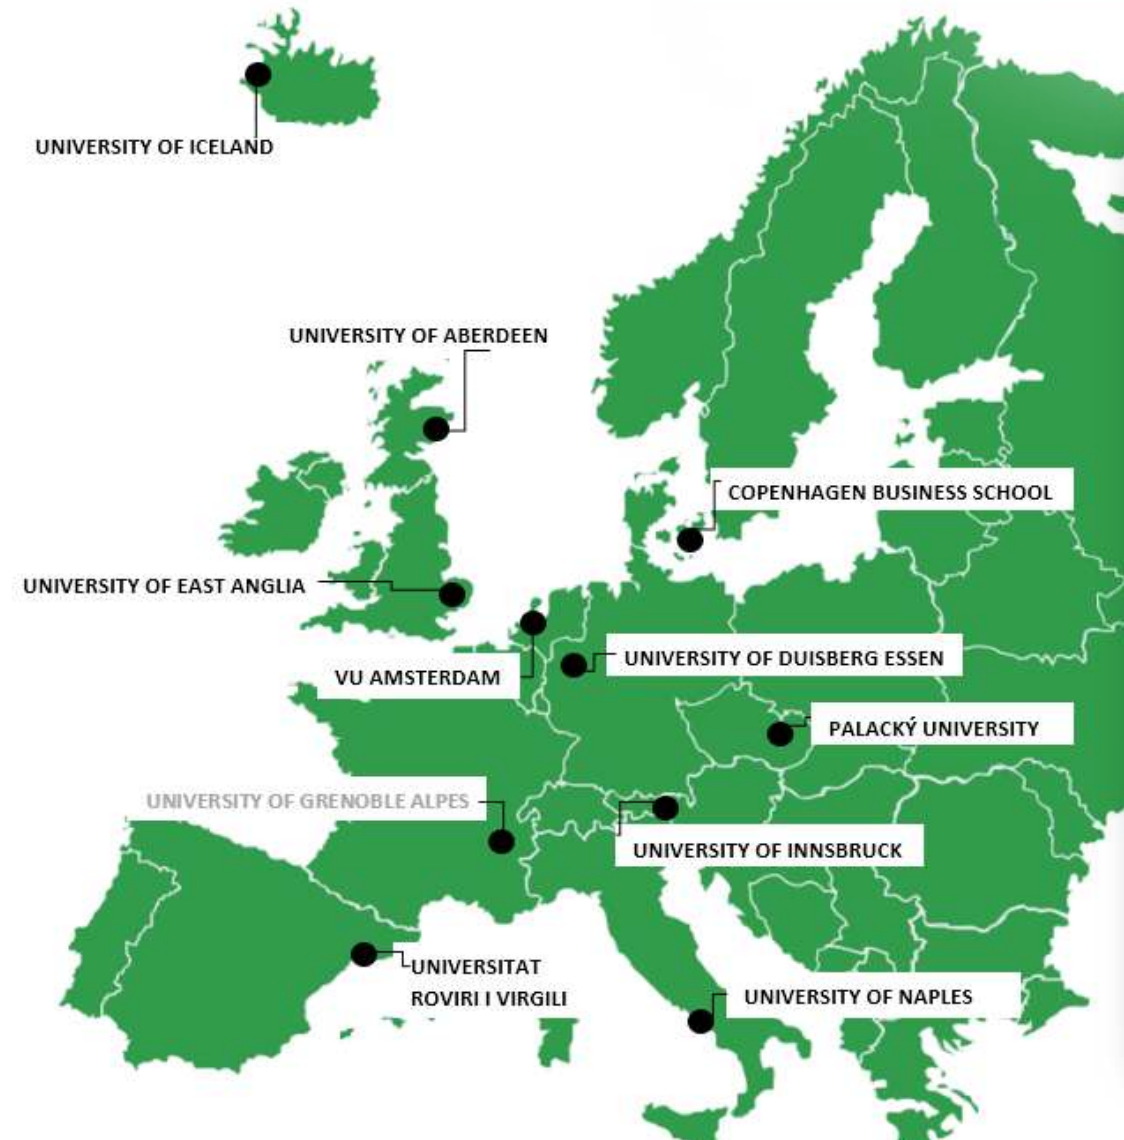 UNIVERSITY OF ICELAND
UNIVERSITY OF ABERDEEN
COPENHAGEN BUSINESS SCHOOL
UNIVERSITY OF EAST ANGLIA
UNIVERSITY OF DUISBERG ESSEN
VU AMSTERDAM
PALACKÝ UNIVERSITY
UNIVERSITY OF GRENOBLE ALPES
UNIVERSITY OF INNSBRUCK
UNIVERSITAT
ROVIRI I VIRGILI
UNIVERSITY OF NAPLES